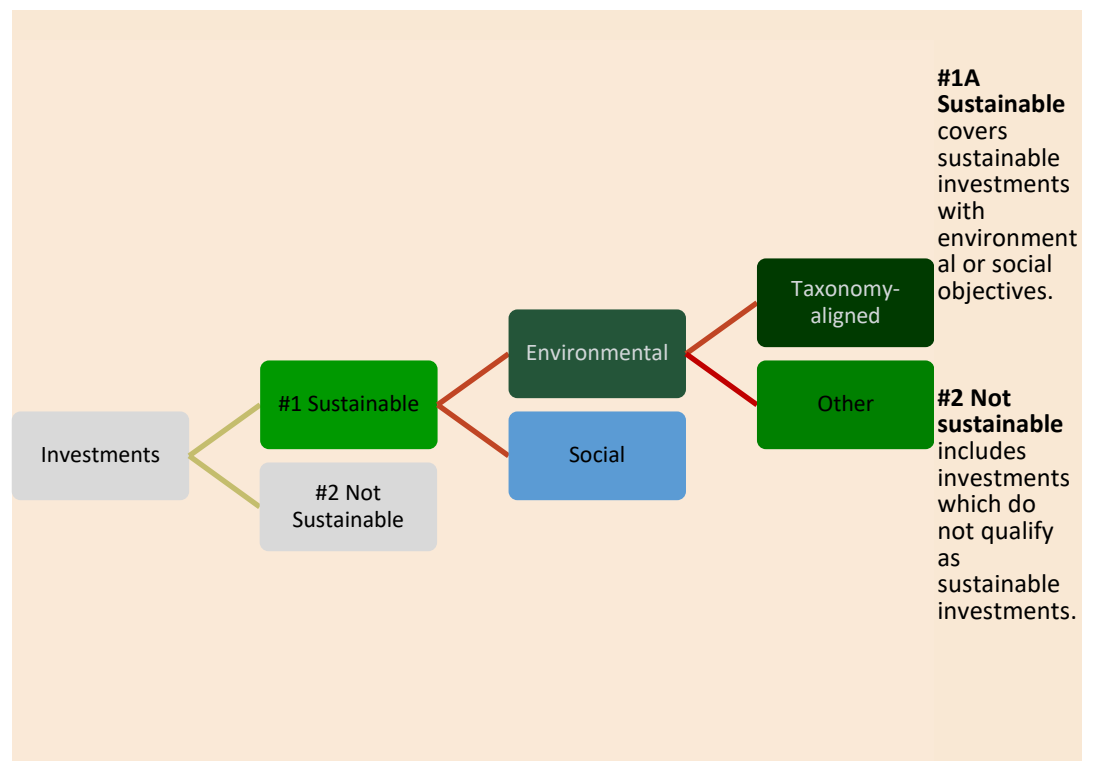 Investments
#1 Sustainable
#2 Not
Sustainable
Environmental
Social
Taxonomy-
aligned
Other
#1A
Sustainable
covers
sustainable
investments
with
environment
al or social
objectives.
#2 Not
sustainable
includes
investments
which do
not qualify
as
sustainable
investments.